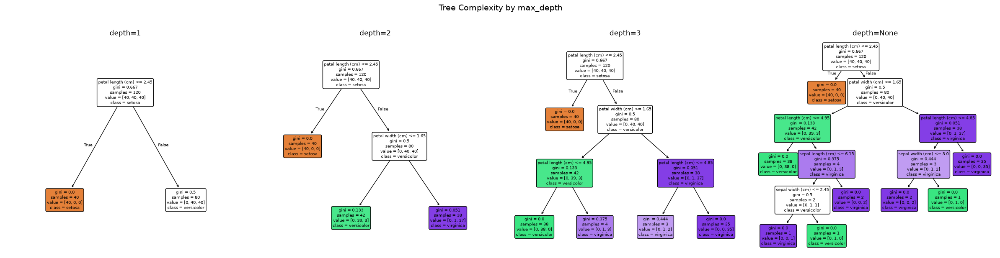 Tree Complexity by max_depth
depth=1
petal length (cm) <= 2.45
gini = 0.667
samples = 120
value = [40, 40, 40]
class = setosa
True
False
gini = 0.0
samples = 40
value = [40, 0, 0]
class = setosa
gini = 0.5
samples = 80
value = [0, 40, 40]
class = versicolor
depth=2
petal length (cm) <= 2.45
gini = 0.667
samples = 120
value = [40, 40, 40]
class = setosa
True
False
gini = 0.0
samples = 40
value = [40, 0, 0]
class = setosa
petal width (cm) <= 1.65
gini = 0.5
samples = 80
value = [0, 40, 40]
class = versicolor
gini = 0.133
samples = 42
value = [0, 39, 3]
class = versicolor
gini = 0.051
samples = 38
value = [0, 1, 37]
class = virginica
depth=3
petal length (cm) <= 2.45
gini = 0.667
samples = 120
value = [40, 40, 40]
class = setosa
True
False
gini = 0.0
samples = 40
value = [40, 0, 0]
class = setosa
petal width (cm) <= 1.65
gini = 0.5
samples = 80
value = [0, 40, 40]
class = versicolor
petal length (cm) <= 4.95
gini = 0.133
samples = 42
value = [0, 39, 3]
class = versicolor
petal length (cm) <= 4.85
gini = 0.051
samples = 38
value = [0, 1, 37]
class = virginica
gini = 0.0
samples = 38
value = [0, 38, 0]
class = versicolor
gini = 0.375
samples = 4
value = [0, 1, 3]
class = virginica
gini = 0.444
samples = 3
value = [0, 1, 2]
class = virginica
gini = 0.0
samples = 35
value = [0, 0, 35]
class = virginica
depth=None
petal length (cm) <= 2.45
gini = 0.667
samples = 120
value = [40, 40, 40]
class = setosa
True
False
gini = 0.0
samples = 40
value = [40, 0, 0]
class = setosa
petal width (cm) <= 1.65
gini = 0.5
samples = 80
value = [0, 40, 40]
class = versicolor
petal length (cm) <= 4.95
gini = 0.133
samples = 42
value = [0, 39, 3]
class = versicolor
petal length (cm) <= 4.85
gini = 0.051
samples = 38
value = [0, 1, 37]
class = virginica
gini = 0.0
samples = 38
value = [0, 38, 0]
class = versicolor
sepal length (cm) <= 6.15
gini = 0.375
samples = 4
value = [0, 1, 3]
class = virginica
sepal width (cm) <= 3.0
gini = 0.444
samples = 3
value = [0, 1, 2]
class = virginica
gini = 0.0
samples = 35
value = [0, 0, 35]
class = virginica
sepal width (cm) <= 2.45
gini = 0.5
samples = 2
value = [0, 1, 1]
class = versicolor
gini = 0.0
samples = 2
value = [0, 0, 2]
class = virginica
gini = 0.0
samples = 2
value = [0, 0, 2]
class = virginica
gini = 0.0
samples = 1
value = [0, 1, 0]
class = versicolor
gini = 0.0
samples = 1
value = [0, 0, 1]
class = virginica
gini = 0.0
samples = 1
value = [0, 1, 0]
class = versicolor